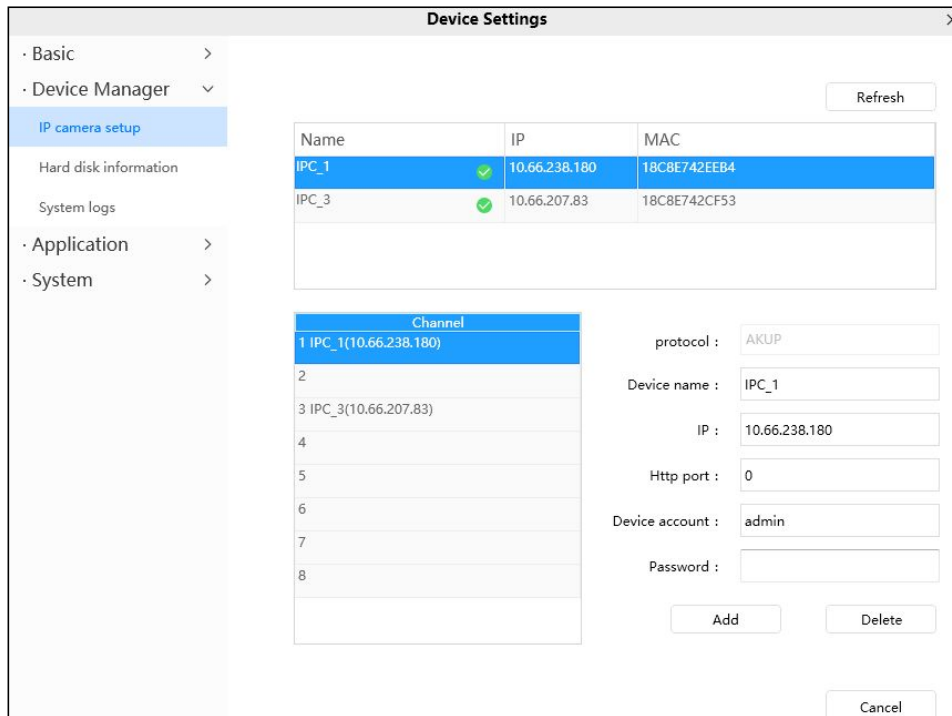 Device Settings
· Basic
· Device Manager
IP camera setup
Hard disk information
System logs
· Application
· System
Refresh
Name IP MAC
IPC_1 10.66.238.180 18C8E742EEB4
IPC_3 10.66.207.83 18C8E742CF53
Channel
1 IPC_1(10.66.238.180)
2
3 IPC_3(10.66.207.83)
4
5
6
7
8
protocol : AKUP
Device name : IPC_1
IP : 10.66.238.180
Http port : 0
Device account : admin
Password :
Add Delete
Cancel